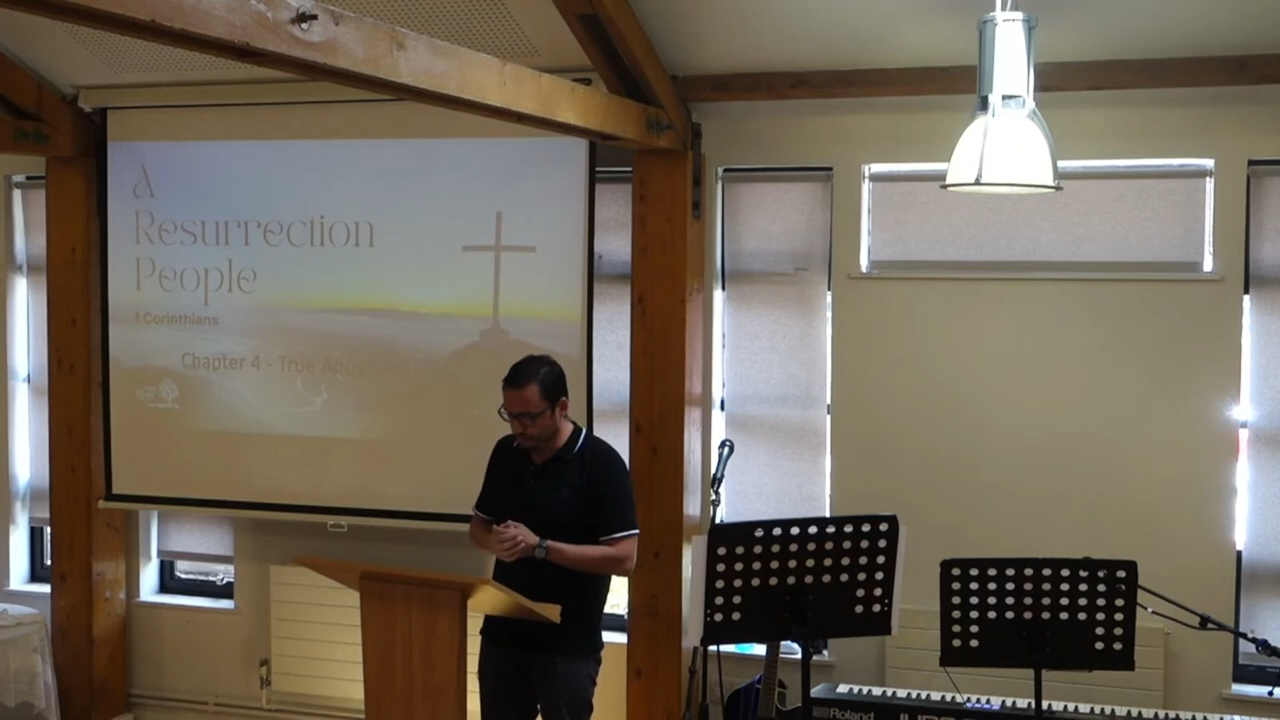 A
Resurrection
People
1 Corinthians
Chapter 4 - True
Roland